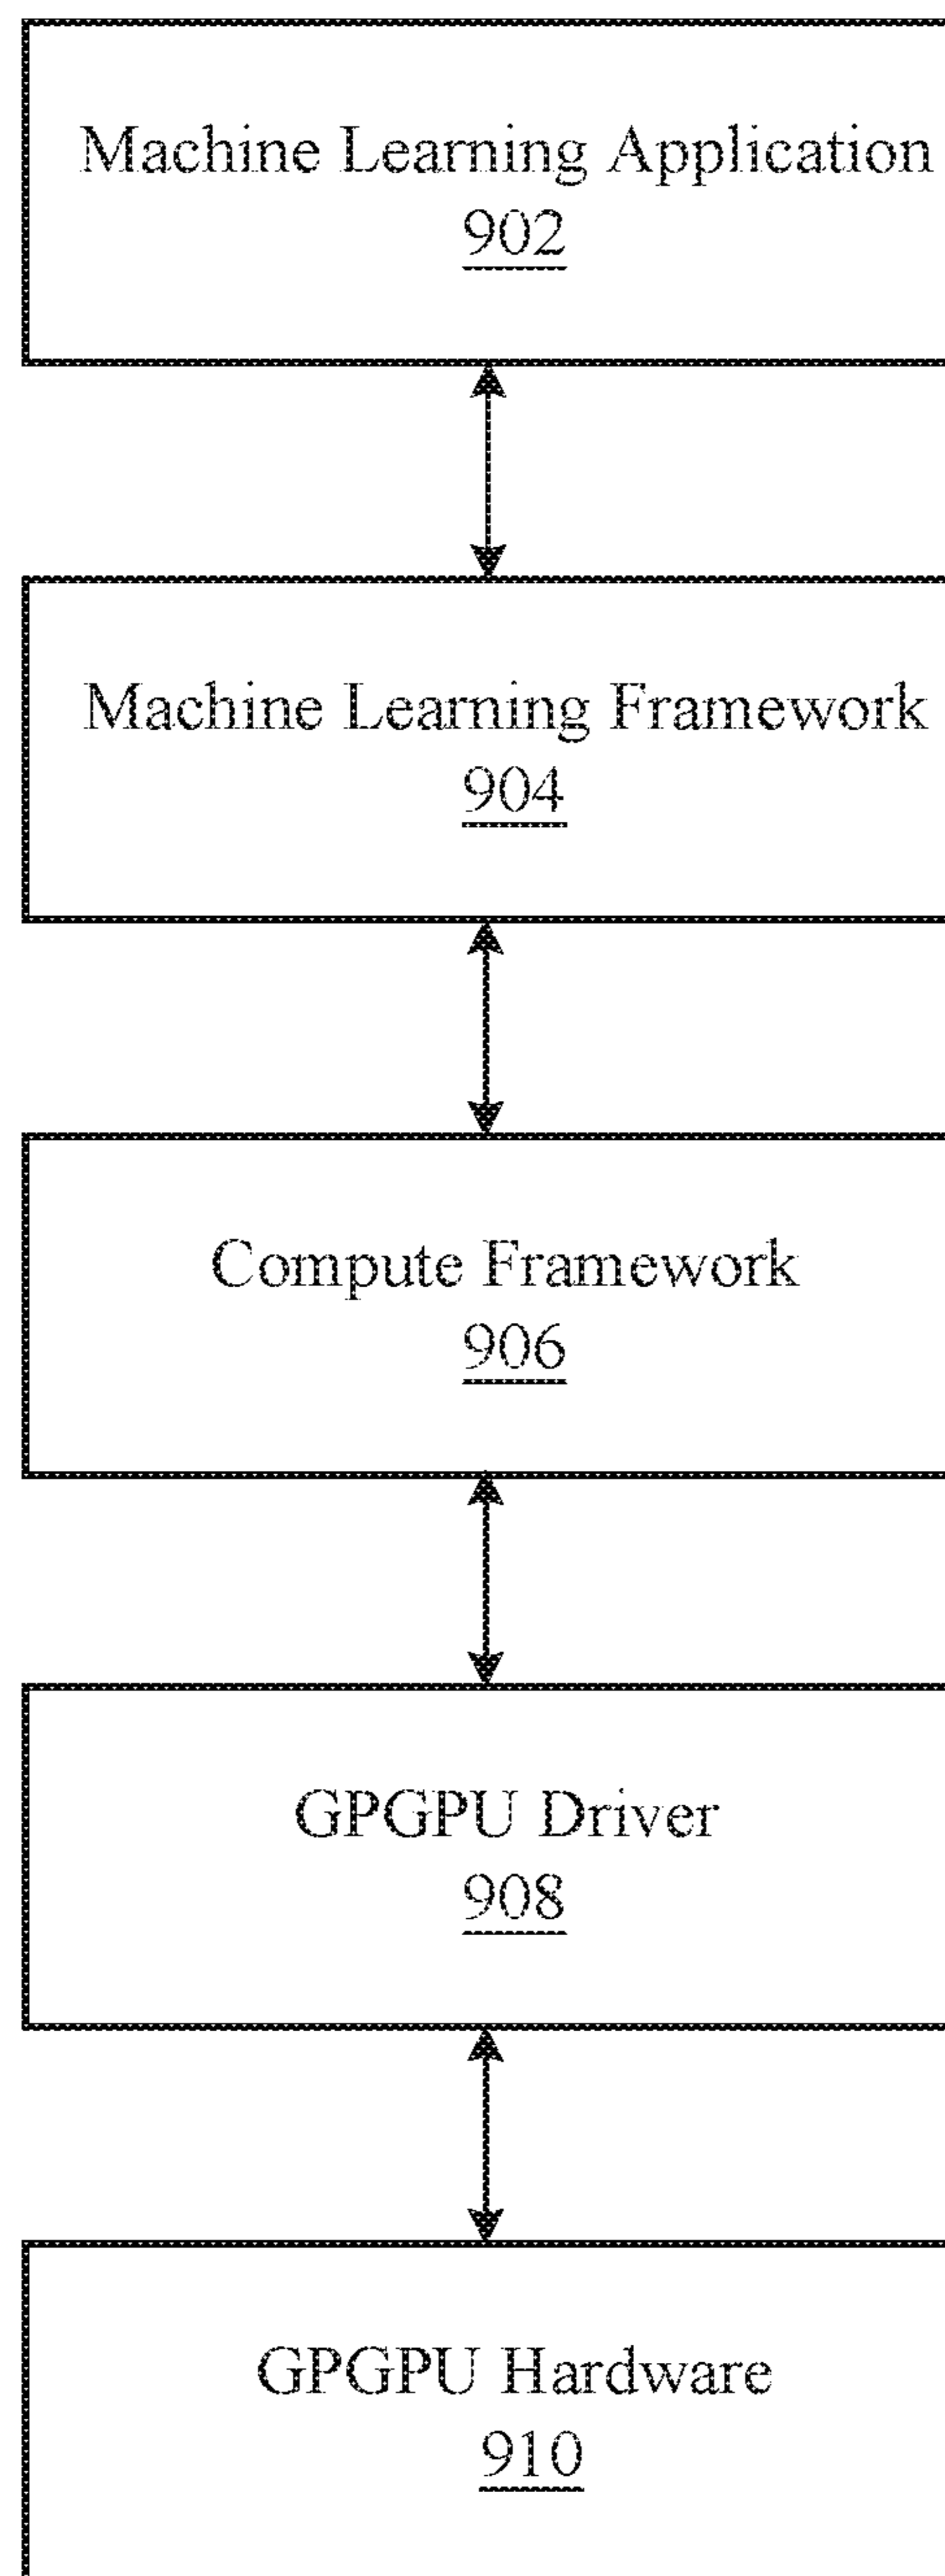 Machine Learning Application
902
Machine Learning Framework
904
Compute Framework
906
GPGPU Driver
908
GPGPU Hardware
910